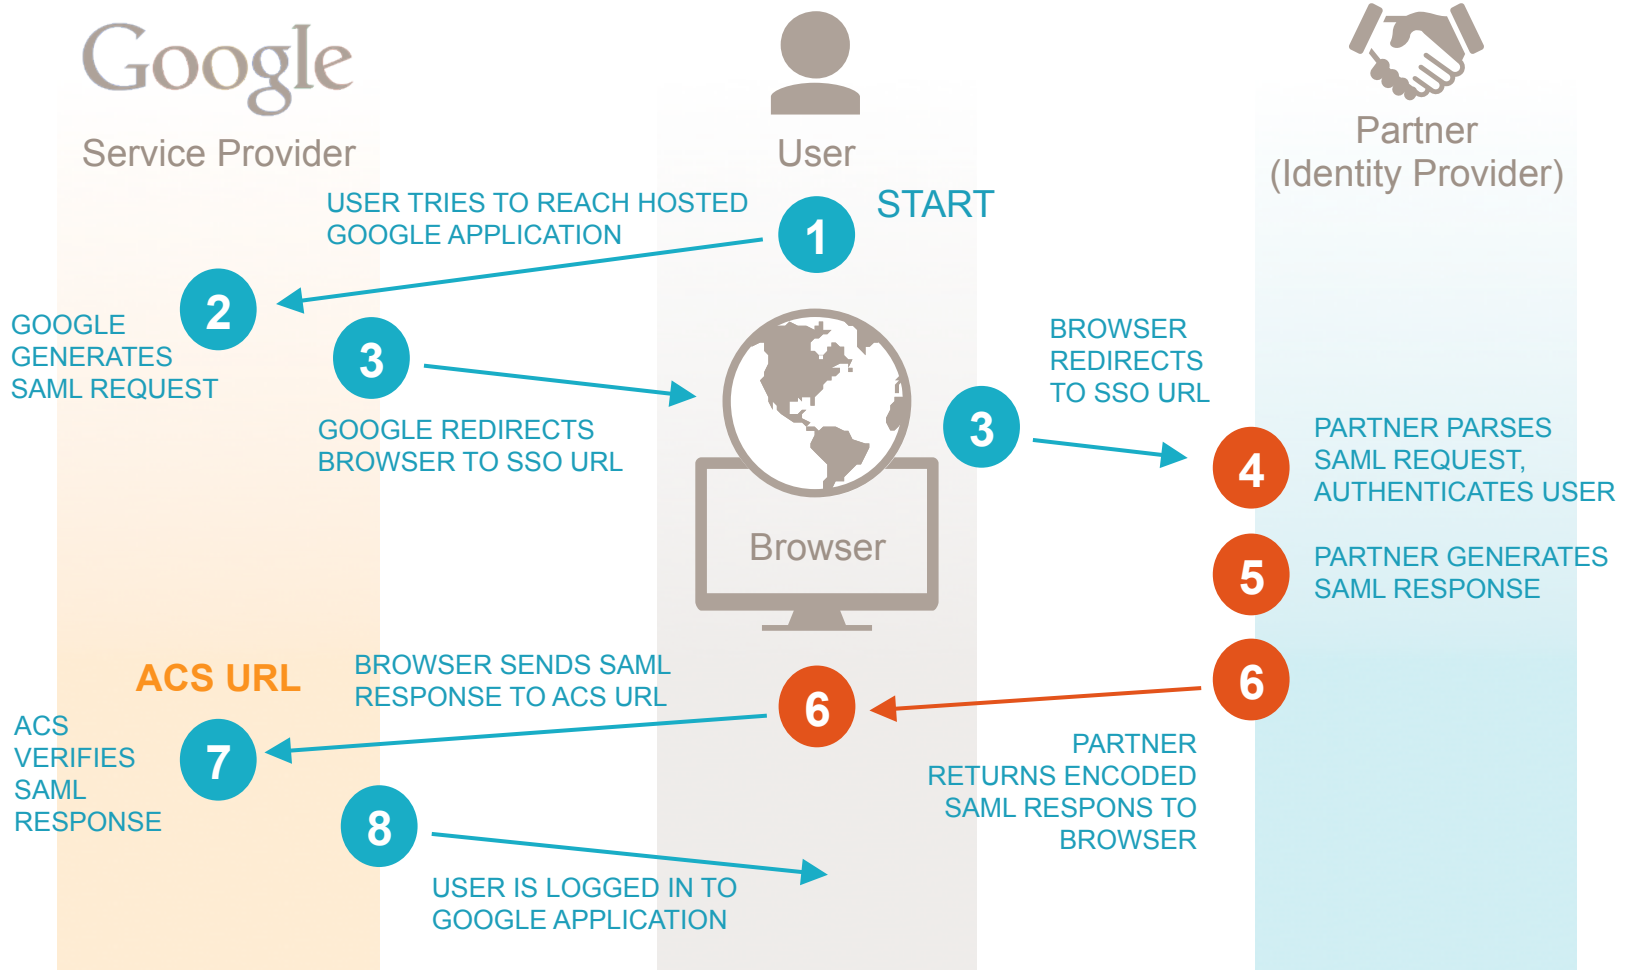 Google
Service Provider
User
Partner
(Identity Provider)
START
1
USER TRIES TO REACH HOSTED
GOOGLE APPLICATION
2
GOOGLE
GENERATES
SAML REQUEST
3
GOOGLE REDIRECTS
BROWSER TO SSO URL
BROWSER
REDIRECTS
TO SSO URL
3
4
PARTNER PARSES
SAML REQUEST,
AUTHENTICATES USER
Browser
5
PARTNER GENERATES
SAML RESPONSE
6
PARTNER
RETURNS ENCODED
SAML RESPONS TO
BROWSER
6
BROWSER SENDS SAML
RESPONSE TO ACS URL
ACS URL
7
ACS
VERIFIES
SAML
RESPONSE
8
USER IS LOGGED IN TO
GOOGLE APPLICATION